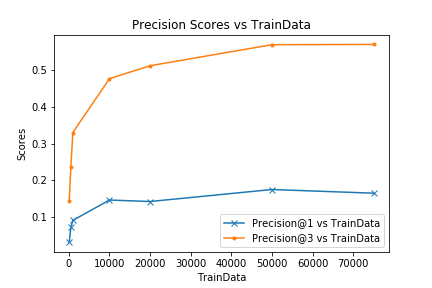 Precision Scores vs TrainData
Scores
0.5
0.4
0.3
0.2
0.1
Precision@1 vs TrainData
Precision@3 vs TrainData
0 10000 20000 30000 40000 50000 60000 70000
TrainData